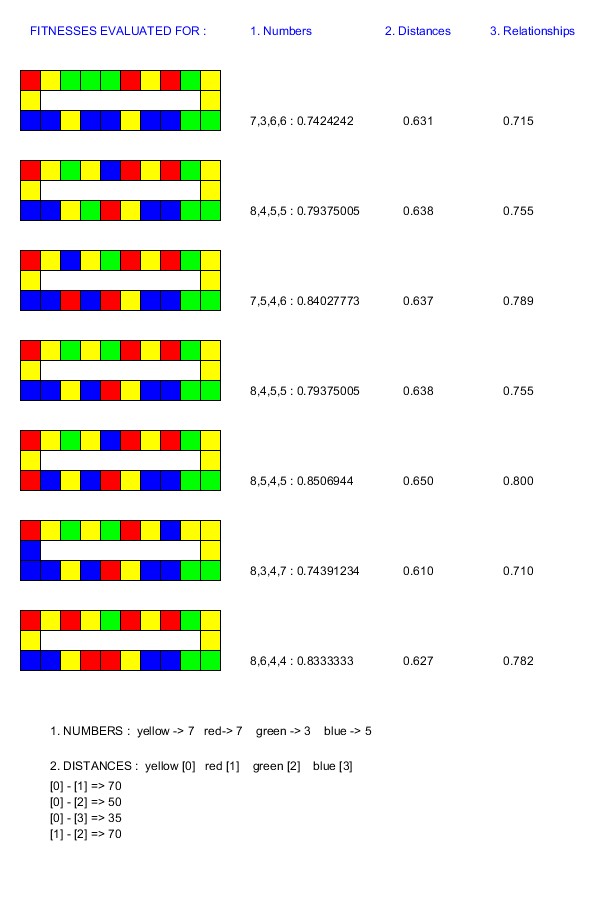 FITNESSES EVALUATED FOR : 1. Numbers 2. Distances 3. Relationships
7,3,6,6 : 0.7424242 0.631 0.715
8,4,5,5 : 0.79375005 0.638 0.755
7,5,4,6 : 0.84027773 0.637 0.789
8,4,5,5 : 0.79375005 0.638 0.755
8,5,4,5 : 0.8506944 0.650 0.800
8,3,4,7 : 0.74391234 0.610 0.710
8,6,4,4 : 0.8333333 0.627 0.782
1. NUMBERS : yellow -> 7 red-> 7 green -> 3 blue -> 5
2. DISTANCES : yellow [0] red [1] green [2] blue [3]
[0] - [1] => 70
[0] - [2] => 50
[0] - [3] => 35
[1] - [2] => 70